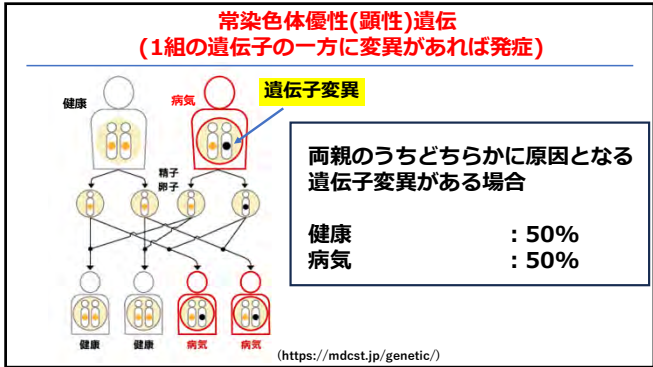 常染色体優性(顕性)遺伝
(1組の遺伝子の一方に変異があれば発症)
健康
病気
遺伝子変異
精子
卵子
両親のうちどちらかに原因となる
遺伝子変異がある場合
健康 : 50%
病気 : 50%
健康 健康 病気 病気
(https://mdcst.jp/genetic/)